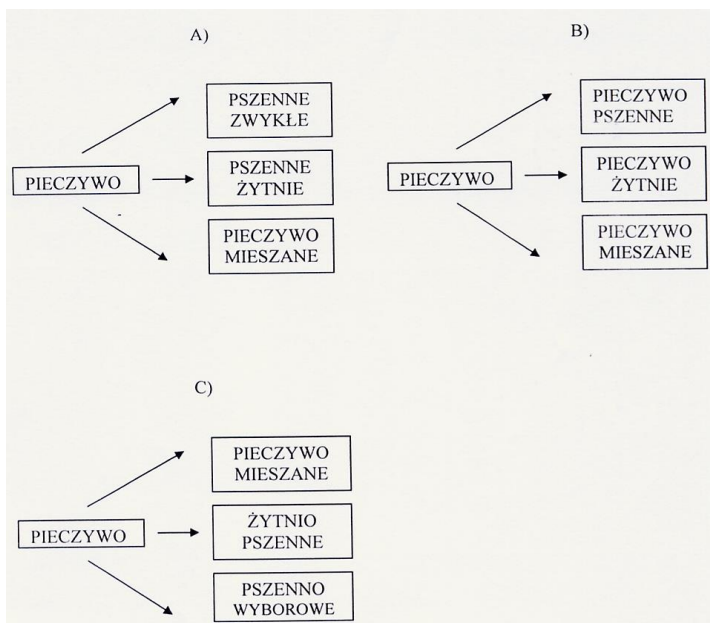 A)
PIECZYWO
PSZENNE
ZWYKŁE
PSZENNE
ŻYTNIE
PIECZYWO
MIESZANE
B)
PIECZYWO
PIECZYWO
PSZENNE
PIECZYWO
ŻYTNIE
PIECZYWO
MIESZANE
C)
PIECZYWO
PIECZYWO
MIESZANE
ŻYTNIO
PSZENNE
PSZENNO
WYBOROWE